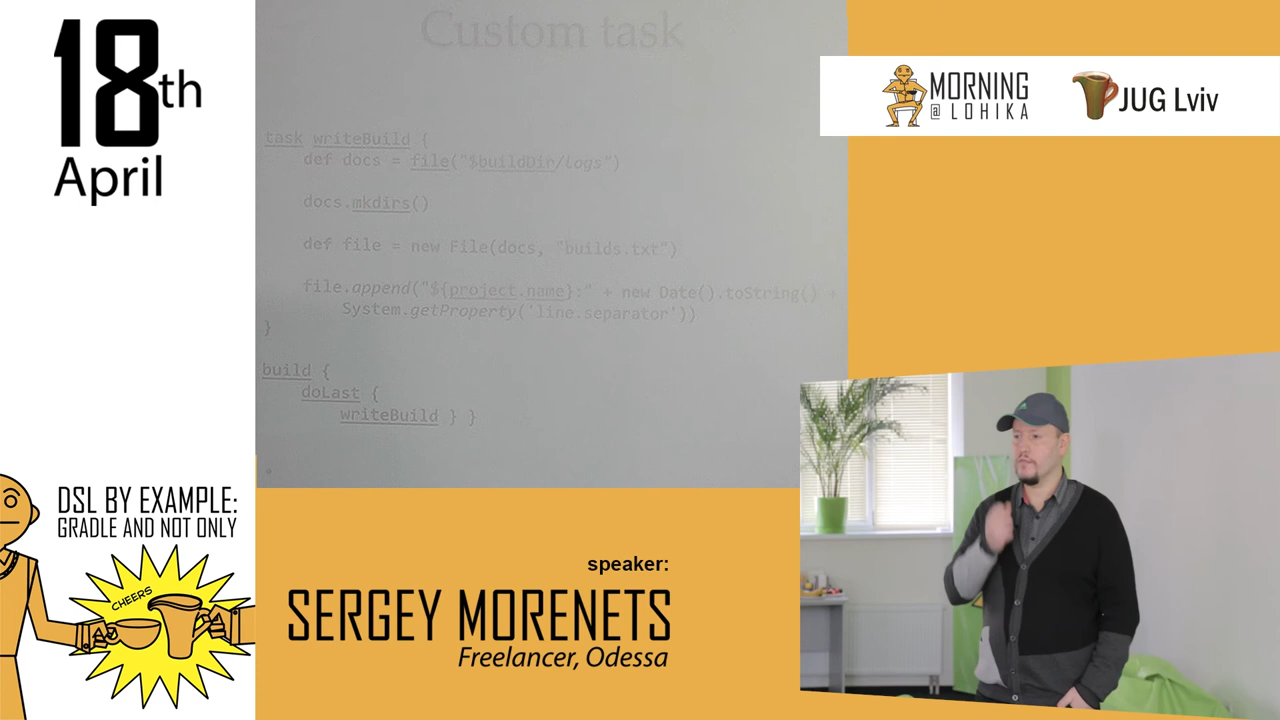 18th
April
Custom task
task writeBuild {
def docs = file("$buildDir/Logs")
docs.mkdirs()
def file = new File(docs, "builds.txt")
file.append("${project.name}:" + new Date().toString() +
System.getProperty('line.separator'))
}
build {
doLast {
writeBuild } }
MORNING
@ LOHIKA
JUG Lviv
DSL BY EXAMPLE:
GRADLE AND NOT ONLY
CHEERS
speaker:
SERGEY MORENETS
Freelancer, Odessa